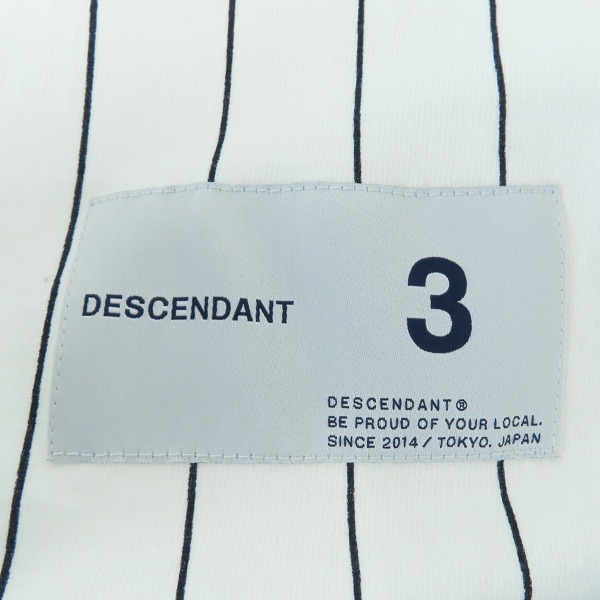 DESCENDANT
3
DESCENDANT®
BE PROUD OF YOUR LOCAL.
SINCE 2014 / TOKYO. JAPAN